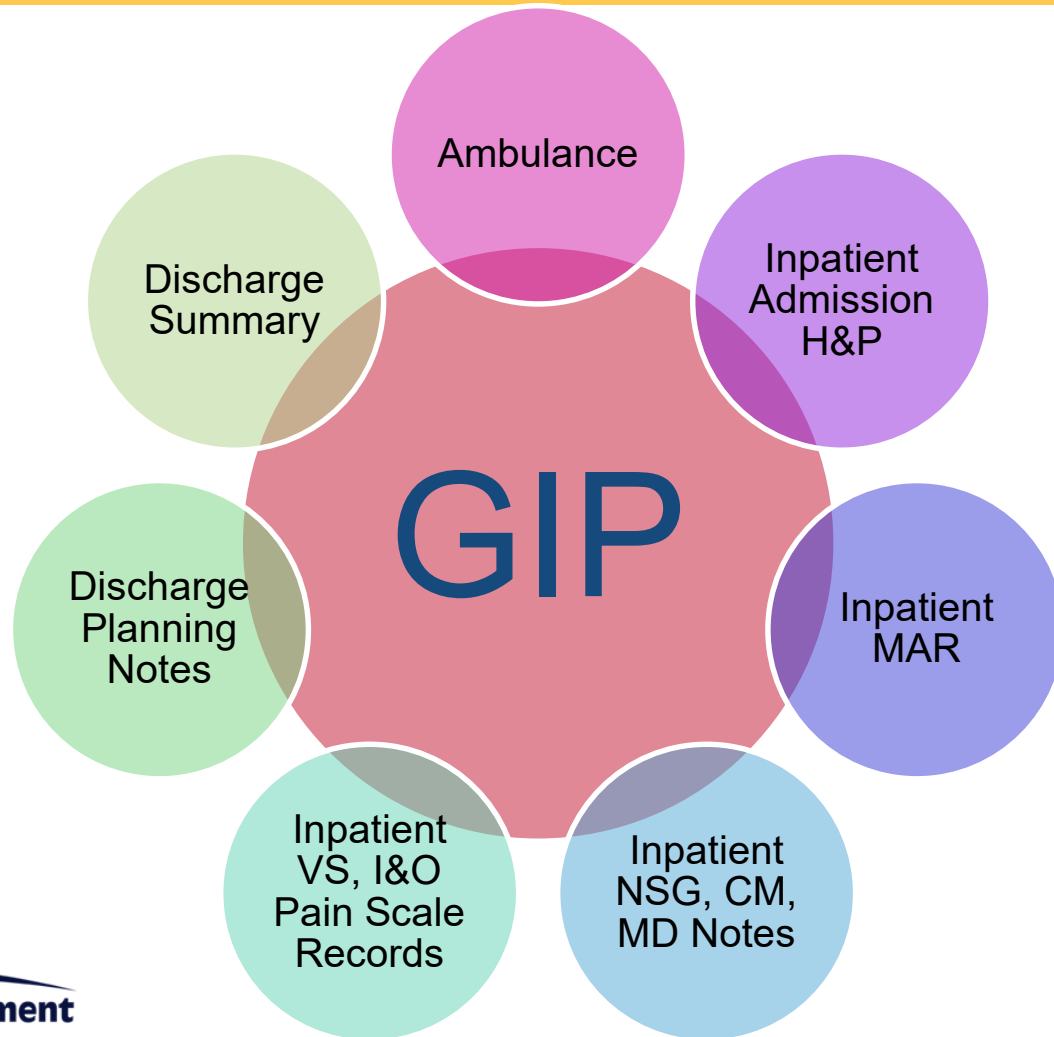 Ambulance
Inpatient
Admission
H&P
Inpatient
MAR
Inpatient
NSG, CM,
MD Notes
Inpatient
VS, I&O
Pain Scale
Records
Discharge
Planning
Notes
Discharge
Summary
GIP